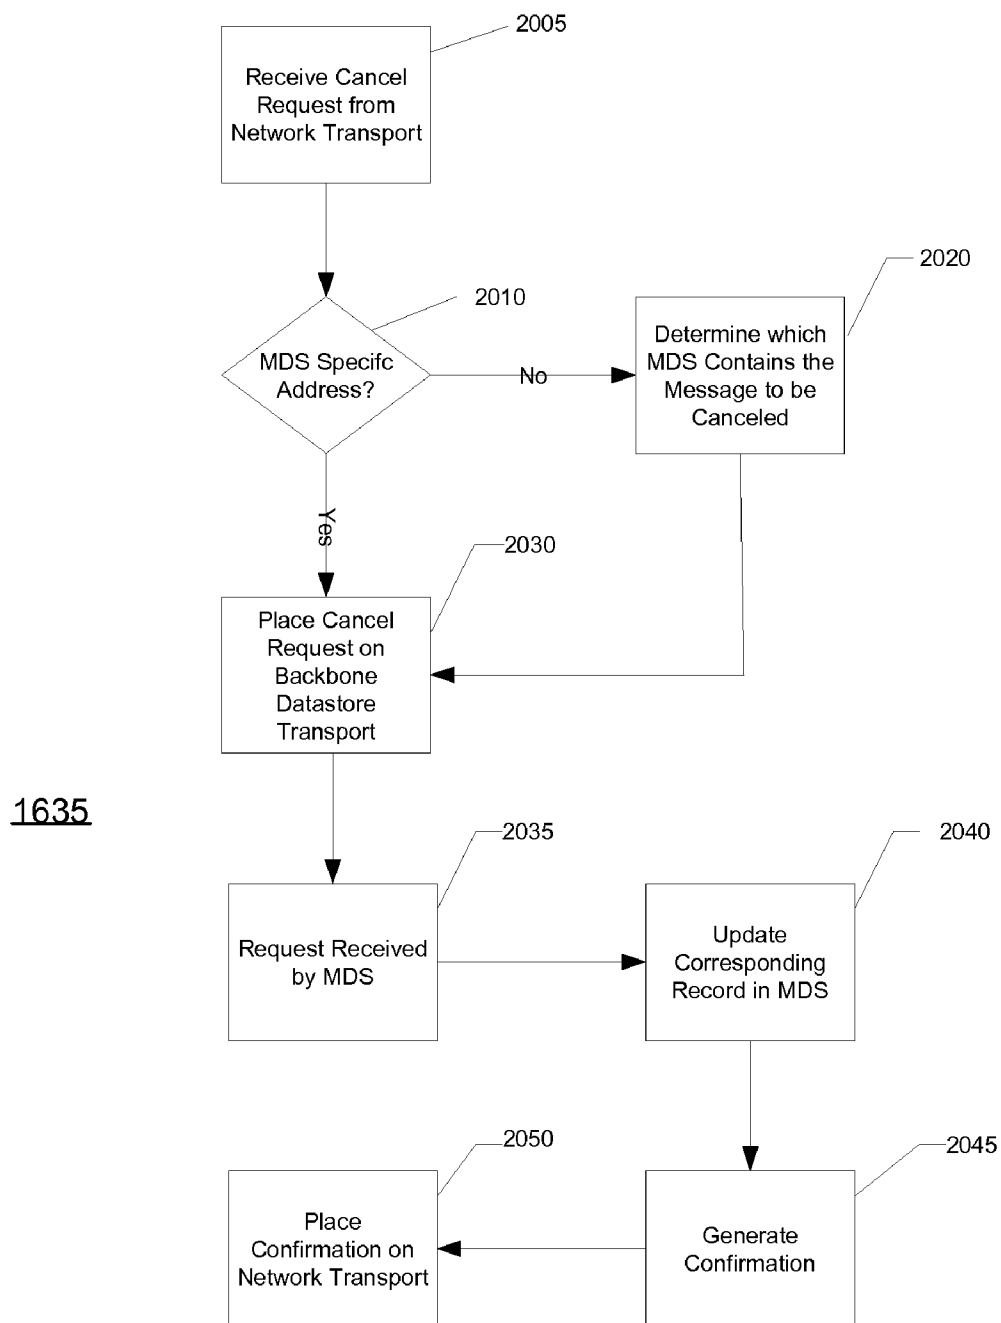 2005
Receive Cancel
Request from
Network Transport
2010
MDS Specifc
Address?
No
2020
Determine which
MDS Contains the
Message to be
Canceled
Yes
2030
Place Cancel
Request on
Backbone
Datastore
Transport
1635
2035
Request Received
by MDS
2040
Update
Corresponding
Record in MDS
2050
Place
Confirmation on
Network Transport
2045
Generate
Confirmation